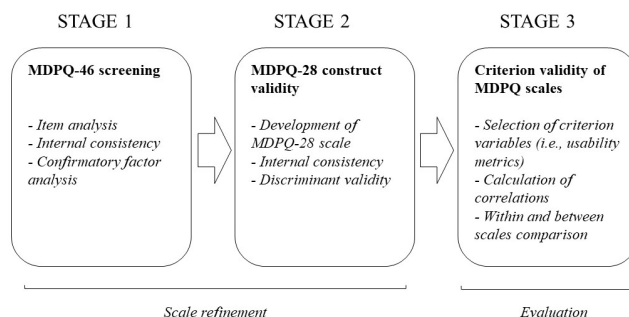 STAGE 1
MDPQ-46 screening
- Item analysis
- Internal consistency
- Confirmatory factor
analysis
STAGE 2
MDPQ-28 construct
validity
- Development of
MDPQ-28 scale
- Internal consistency
- Discriminant validity
STAGE 3
Criterion validity of
MDPQ scales
- Selection of criterion
variables (i.e., usability
metrics)
- Calculation of
correlations
- Within and between
scales comparison
Scale refinement
Evaluation